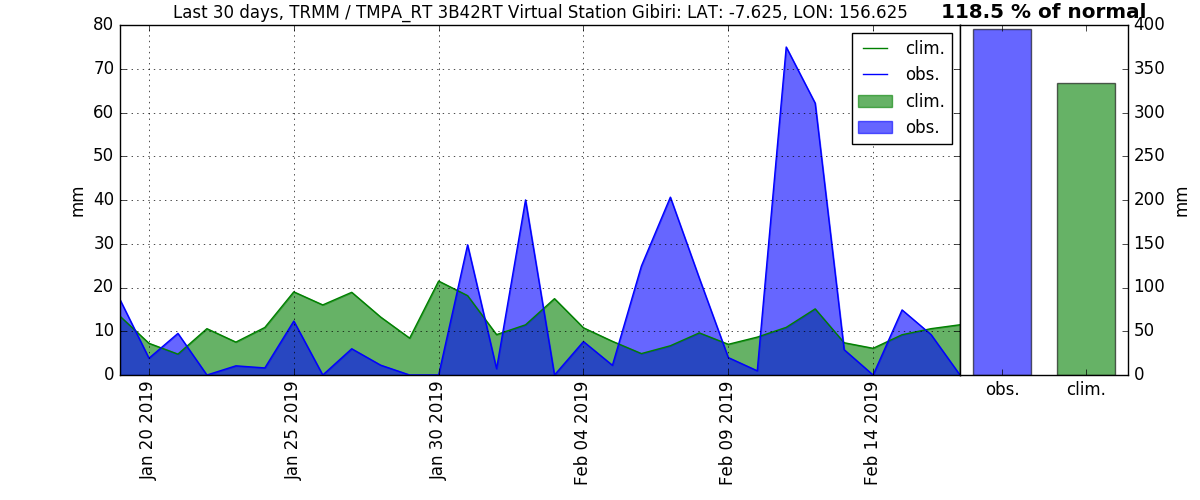 Last 30 days, TRMM / TMPA_RT 3B42RT Virtual Station Gibiri: LAT: -7.625, LON: 156.625
118.5 % of normal
80
70
60
50
40
30
20
10
0
mm
clim.
obs.
clim.
obs.
400
350
300
250
200
150
100
50
0
mm
Jan 20 2019
Jan 25 2019
Jan 30 2019
Feb 04 2019
Feb 09 2019
Feb 14 2019
obs.
clim.